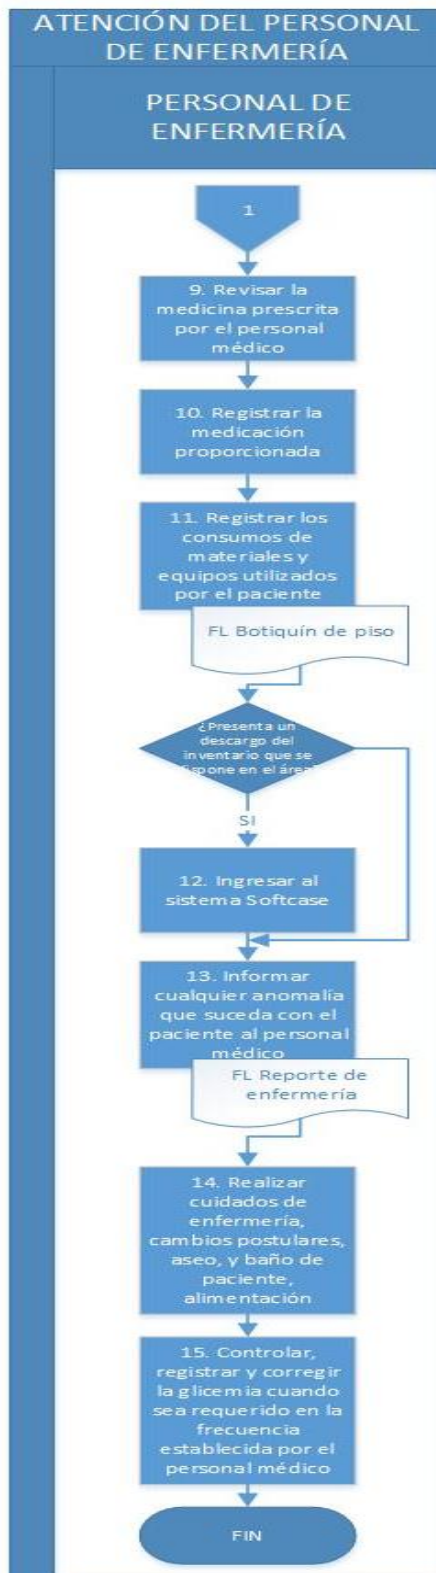 ATENCIÓN DEL PERSONAL
DE ENFERMERÍA
PERSONAL DE
ENFERMERÍA
1
9. Revisar la
medicina prescrita
por el personal
médico
10. Registrar la
medicación
proporcionada
11. Registrar los
consumos de
materiales y
equipos utilizados
por el paciente
FL Botiquín de piso
¿Presenta un
descargo del
inventario que se
en el área
SI
12. Ingresar al
sistema Softcase
13. Informar
cualquier anomalía
que suceda con el
paciente al personal
médico
FL Reporte de
enfermería
14. Realizar
cuidados de
enfermería,
cambios postulares,
aseo, y baño de
paciente,
alimentación
15. Controlar,
registrar y corregir
la glicemia cuando
sea requerido en la
frecuencia
establecida por el
personal médico
FIN